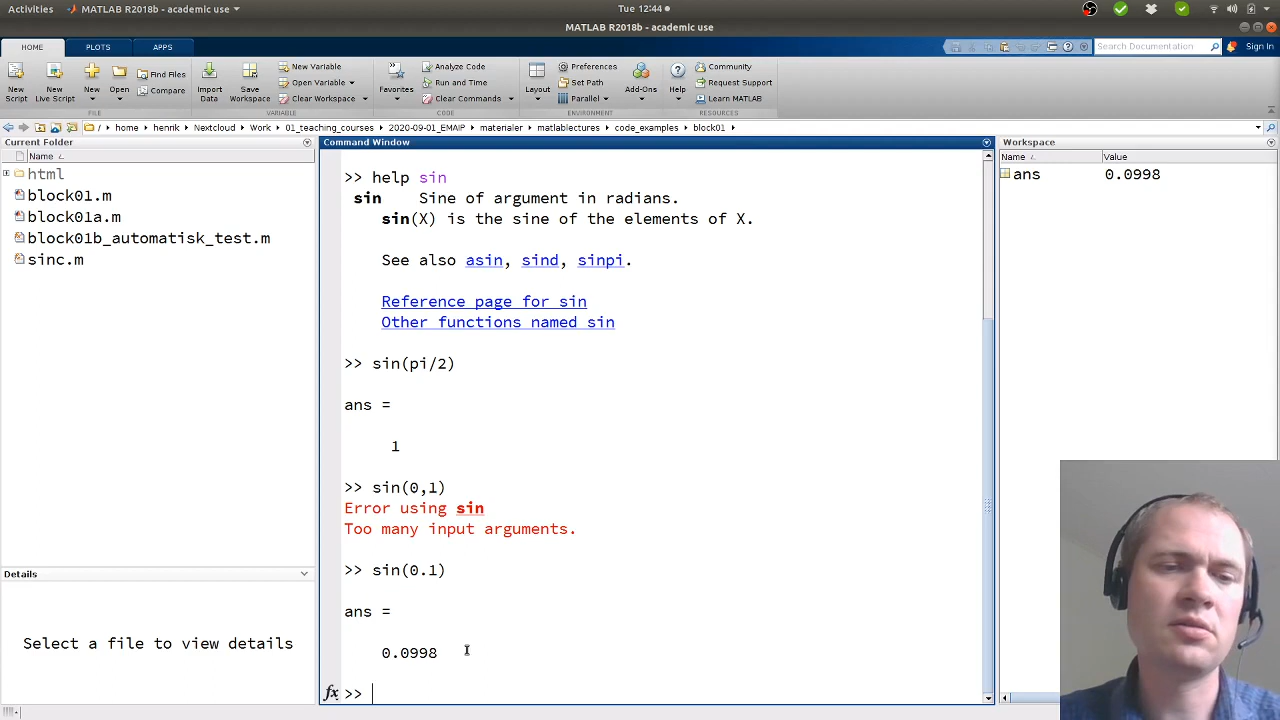 Activities
MATLAB R2018b - academic use
Tue 12:44
MATLAB R2018b - academic use
HOME
PLOTS
APPS
Search Documentation
Sign In
New Script
New Live Script
New
Open
Find Files
Compare
Import Data
Save Workspace
New Variable
Open Variable
Clear Workspace
Favorites
Analyze Code
Run and Time
Clear Commands
Layout
Preferences
Set Path
Parallel
Add-Ons
Help
Community
Request Support
Learn MATLAB
FILE
VARIABLE
CODE
ENVIRONMENT
RESOURCES
/ home henrik Nextcloud Work 01_teaching_courses 2020-09-01_EMAIP materialer matlablectures code_examples block01
Current Folder
Name
html
block01.m
block01a.m
block01b_automatisk_test.m
sinc.m
Details
Select a file to view details
Command Window
>> help sin
sin Sine of argument in radians.
sin(X) is the sine of the elements of X.
See also asin, sind, sinpi.
Reference page for sin
Other functions named sin
>> sin(pi/2)
ans =
1
>> sin(0,1)
Error using sin
Too many input arguments.
>> sin(0.1)
ans =
0.0998
fx >>
Workspace
Name Value
ans 0.0998